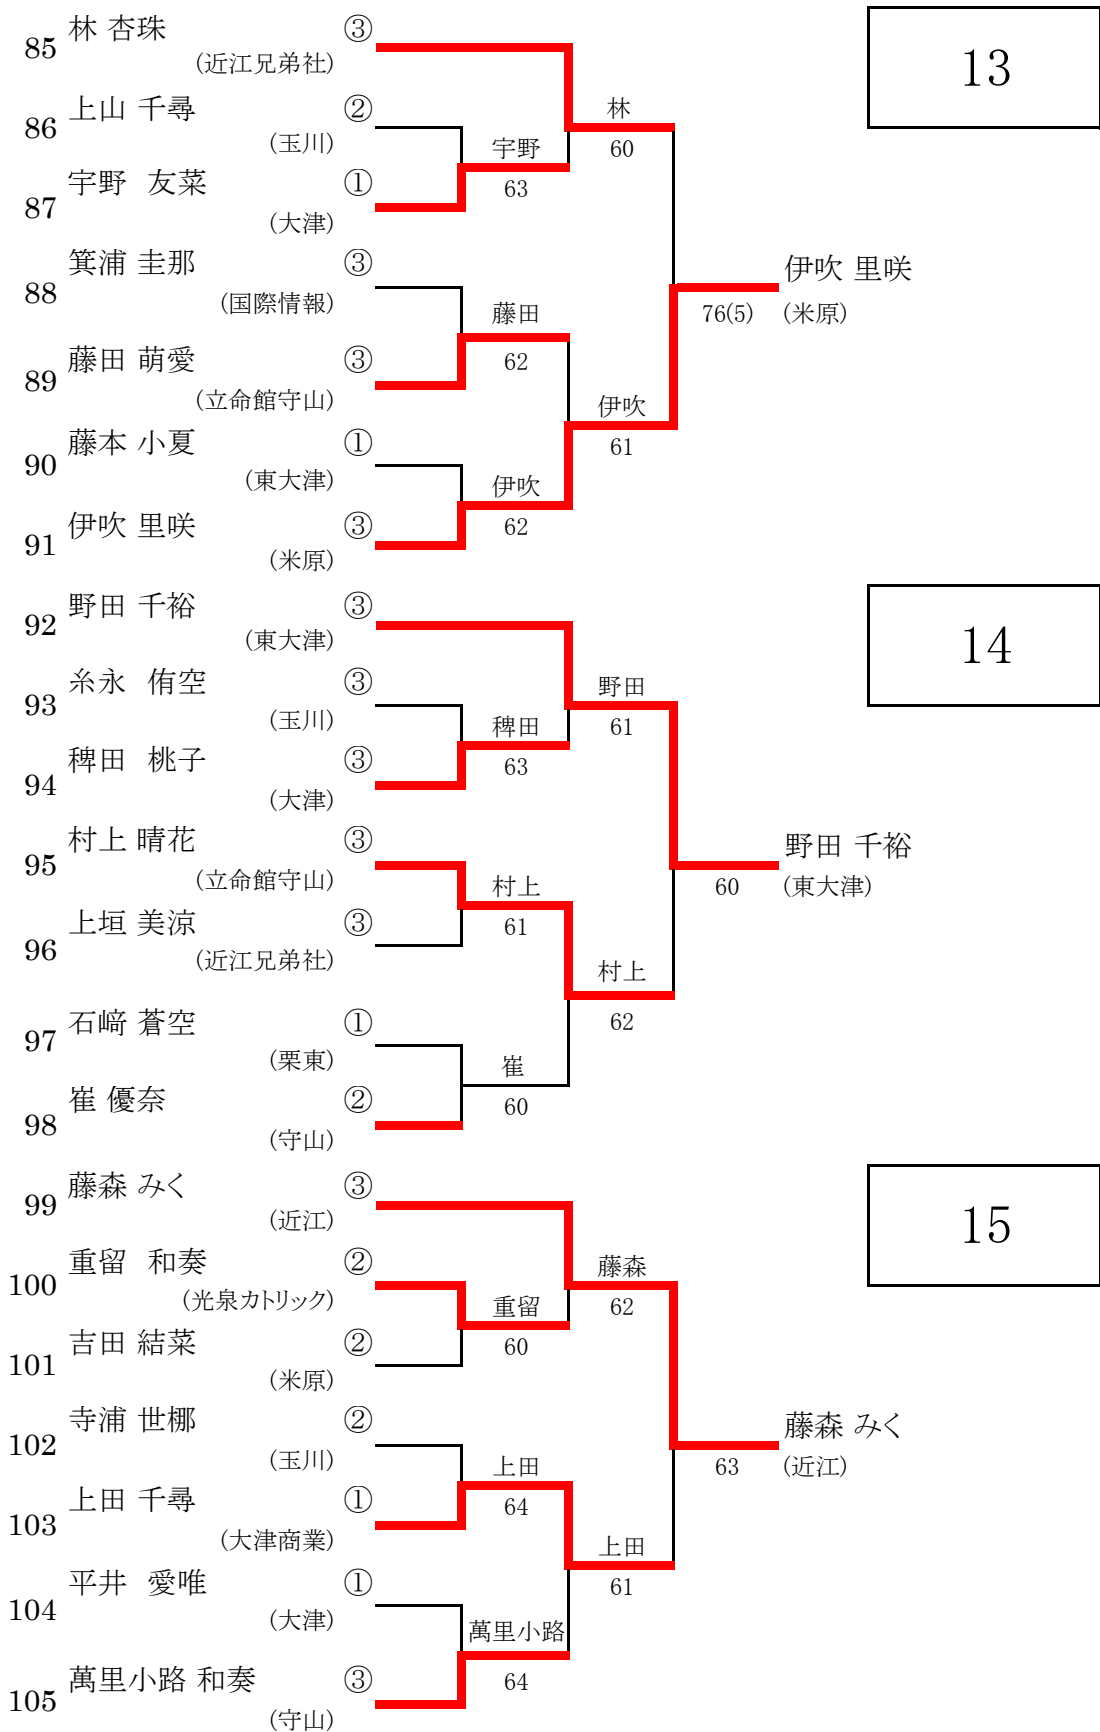 85 林 杏珠 ③
(近江兄弟社)
13
86 上山 千尋 ②
(玉川)
林
60
宇野
63
87 宇野 友菜 ①
(大津)
88 箕浦 圭那 ③
(国際情報)
伊吹 里咲
76(5) (米原)
藤田
62
89 藤田 萌愛 ③
(立命館守山)
伊吹
61
90 藤本 小夏 ①
(東大津)
伊吹
62
91 伊吹 里咲 ③
(米原)
92 野田 千裕 ③
(東大津)
14
93 糸永 侑空 ③
(玉川)
野田
61
稗田
63
94 稗田 桃子 ③
(大津)
95 村上 晴花 ③
(立命館守山)
野田 千裕
60 (東大津)
村上
61
96 上垣 美涼 ③
(近江兄弟社)
村上
62
97 石﨑 蒼空 ①
(栗東)
崔
60
98 崔 優奈 ②
(守山)
99 藤森 みく ③
(近江)
15
100 重留 和奏 ②
(光泉カトリック)
藤森
62
重留
60
101 吉田 結菜 ②
(米原)
102 寺浦 世梛 ②
(玉川)
藤森 みく
63 (近江)
上田
64
103 上田 千尋 ①
(大津商業)
上田
61
104 平井 愛唯 ①
(大津)
萬里小路
64
105 萬里小路 和奏 ③
(守山)